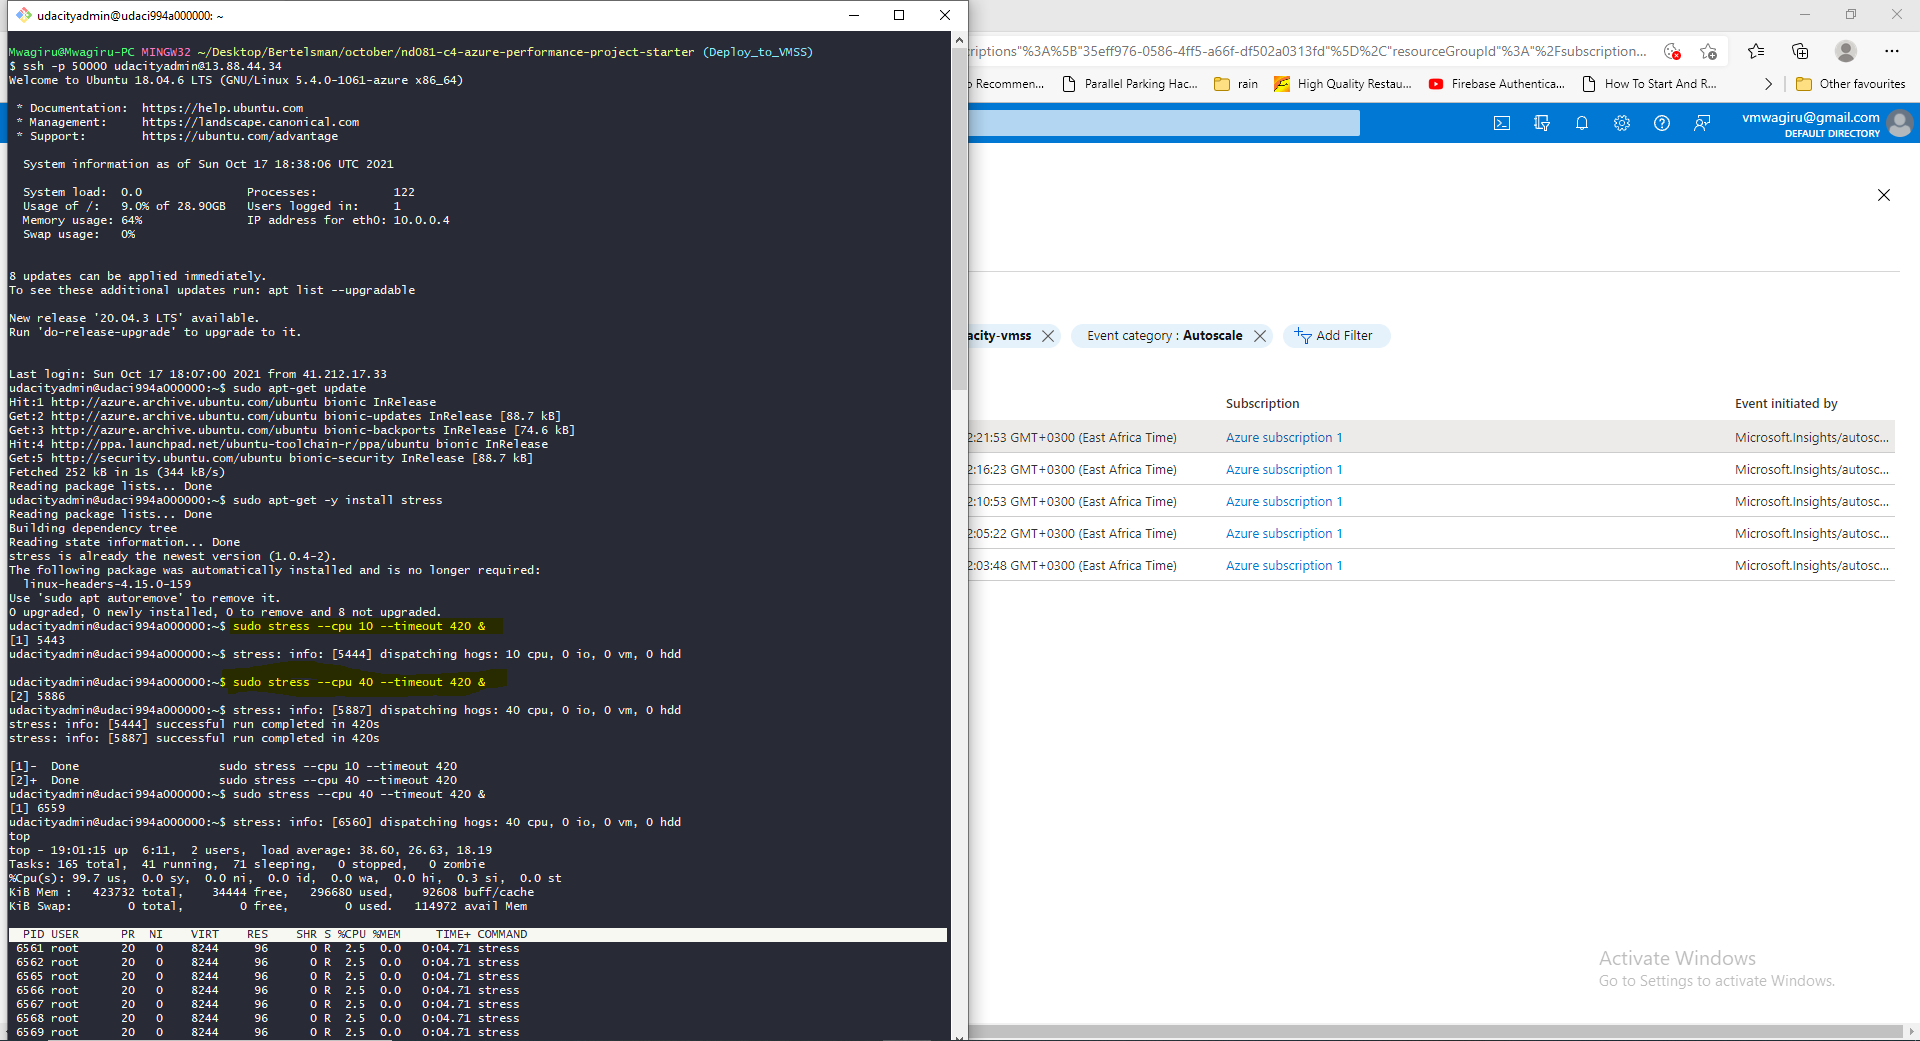 udacityadmin@udaci994a000000: ~
Mwagiru@Mwagiru-PC MINGW32 ~/Desktop/Bertelsman/october/nd081-c4-azure-performance-project-starter (Deploy_to_VMSS)
$ ssh -p 50000 udacityadmin@13.88.44.34
Welcome to Ubuntu 18.04.6 LTS (GNU/Linux 5.4.0-1061-azure x86_64)
* Documentation:  https://help.ubuntu.com
* Management:     https://landscape.canonical.com
* Support:        https://ubuntu.com/advantage
System information as of Sun Oct 17 18:38:06 UTC 2021
System load:  0.0               Processes:           122
Usage of /:   9.0% of 28.90GB   Users logged in:     1
Memory usage: 64%               IP address for eth0: 10.0.0.4
Swap usage:   0%
8 updates can be applied immediately.
To see these additional updates run: apt list --upgradable
New release '20.04.3 LTS' available.
Run 'do-release-upgrade' to upgrade to it.
Last login: Sun Oct 17 18:07:00 2021 from 41.212.17.33
udacityadmin@udaci994a000000:~$ sudo apt-get update
Hit:1 http://azure.archive.ubuntu.com/ubuntu bionic InRelease
Get:2 http://azure.archive.ubuntu.com/ubuntu bionic-updates InRelease [88.7 kB]
Get:3 http://azure.archive.ubuntu.com/ubuntu bionic-backports InRelease [74.6 kB]
Hit:4 http://ppa.launchpad.net/ubuntu-toolchain-r/ppa/ubuntu bionic InRelease
Get:5 http://security.ubuntu.com/ubuntu bionic-security InRelease [88.7 kB]
Fetched 252 kB in 1s (344 kB/s)
Reading package lists... Done
udacityadmin@udaci994a000000:~$ sudo apt-get -y install stress
Reading package lists... Done
Building dependency tree
Reading state information... Done
stress is already the newest version (1.0.4-2).
The following package was automatically installed and is no longer required:
linux-headers-4.15.0-159
Use 'sudo apt autoremove' to remove it.
0 upgraded, 0 newly installed, 0 to remove and 8 not upgraded.
udacityadmin@udaci994a000000:~$ sudo stress --cpu 10 --timeout 420 &
[1] 5443
udacityadmin@udaci994a000000:~$ stress: info: [5444] dispatching hogs: 10 cpu, 0 io, 0 vm, 0 hdd
udacityadmin@udaci994a000000:~$ sudo stress --cpu 40 --timeout 420 &
[2] 5886
udacityadmin@udaci994a000000:~$ stress: info: [5887] dispatching hogs: 40 cpu, 0 io, 0 vm, 0 hdd
stress: info: [5444] successful run completed in 420s
stress: info: [5887] successful run completed in 420s
[1]-  Done                    sudo stress --cpu 10 --timeout 420
[2]+  Done                    sudo stress --cpu 40 --timeout 420
udacityadmin@udaci994a000000:~$ sudo stress --cpu 40 --timeout 420 &
[1] 6559
udacityadmin@udaci994a000000:~$ stress: info: [6560] dispatching hogs: 40 cpu, 0 io, 0 vm, 0 hdd
top
top - 19:01:15 up  6:11,  2 users,  load average: 38.60, 26.63, 18.19
Tasks: 165 total,  41 running,  71 sleeping,   0 stopped,   0 zombie
%Cpu(s): 99.7 us,  0.0 sy,  0.0 ni,  0.0 id,  0.0 wa,  0.0 hi,  0.3 si,  0.0 st
KiB Mem :   423732 total,    34444 free,   296680 used,    92608 buff/cache
KiB Swap:        0 total,        0 free,        0 used.   114972 avail Mem
PID USER      PR  NI    VIRT    RES    SHR S %CPU %MEM     TIME+ COMMAND
6561 root      20   0    8244     96      0 R  2.5  0.0   0:04.71 stress
6562 root      20   0    8244     96      0 R  2.5  0.0   0:04.71 stress
6565 root      20   0    8244     96      0 R  2.5  0.0   0:04.71 stress
6566 root      20   0    8244     96      0 R  2.5  0.0   0:04.71 stress
6567 root      20   0    8244     96      0 R  2.5  0.0   0:04.71 stress
6568 root      20   0    8244     96      0 R  2.5  0.0   0:04.71 stress
6569 root      20   0    8244     96      0 R  2.5  0.0   0:04.71 stress
criptions"%3A%5B"35eff976-0586-4ff5-a66f-df502a0313fd"%5D%2C"resourceGroupId"%3A"%2Fsubscription...
Recommen... Parallel Parking Hac... rain High Quality Restau... Firebase Authentica... How To Start And R... Other favourites
vmwagiru@gmail.com
DEFAULT DIRECTORY
acity-vmss Event category : Autoscale Add Filter
Subscription Event initiated by
2:21:53 GMT+0300 (East Africa Time) Azure subscription 1 Microsoft.Insights/autosc...
2:16:23 GMT+0300 (East Africa Time) Azure subscription 1 Microsoft.Insights/autosc...
2:10:53 GMT+0300 (East Africa Time) Azure subscription 1 Microsoft.Insights/autosc...
2:05:22 GMT+0300 (East Africa Time) Azure subscription 1 Microsoft.Insights/autosc...
2:03:48 GMT+0300 (East Africa Time) Azure subscription 1 Microsoft.Insights/autosc...
Activate Windows
Go to Settings to activate Windows.